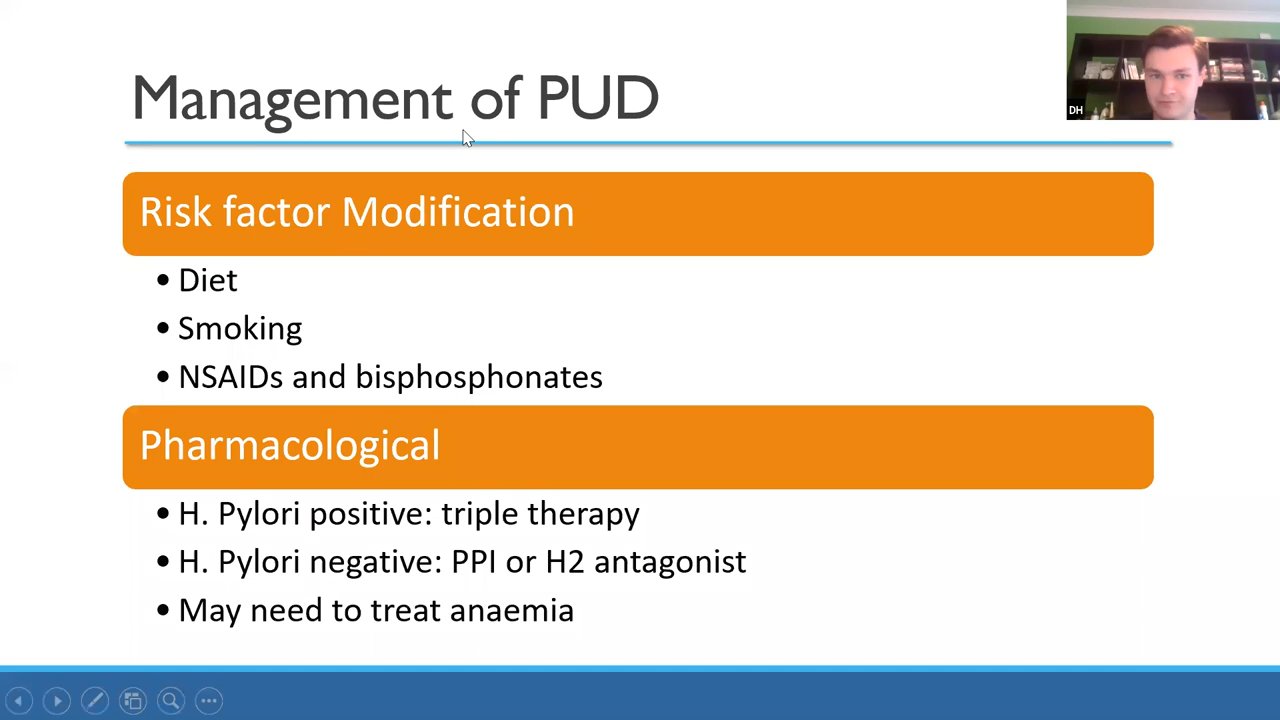 Management of PUD
DH
Risk factor Modification
• Diet
• Smoking
• NSAIDs and bisphosphonates
Pharmacological
• H. Pylori positive: triple therapy
• H. Pylori negative: PPI or H2 antagonist
• May need to treat anaemia